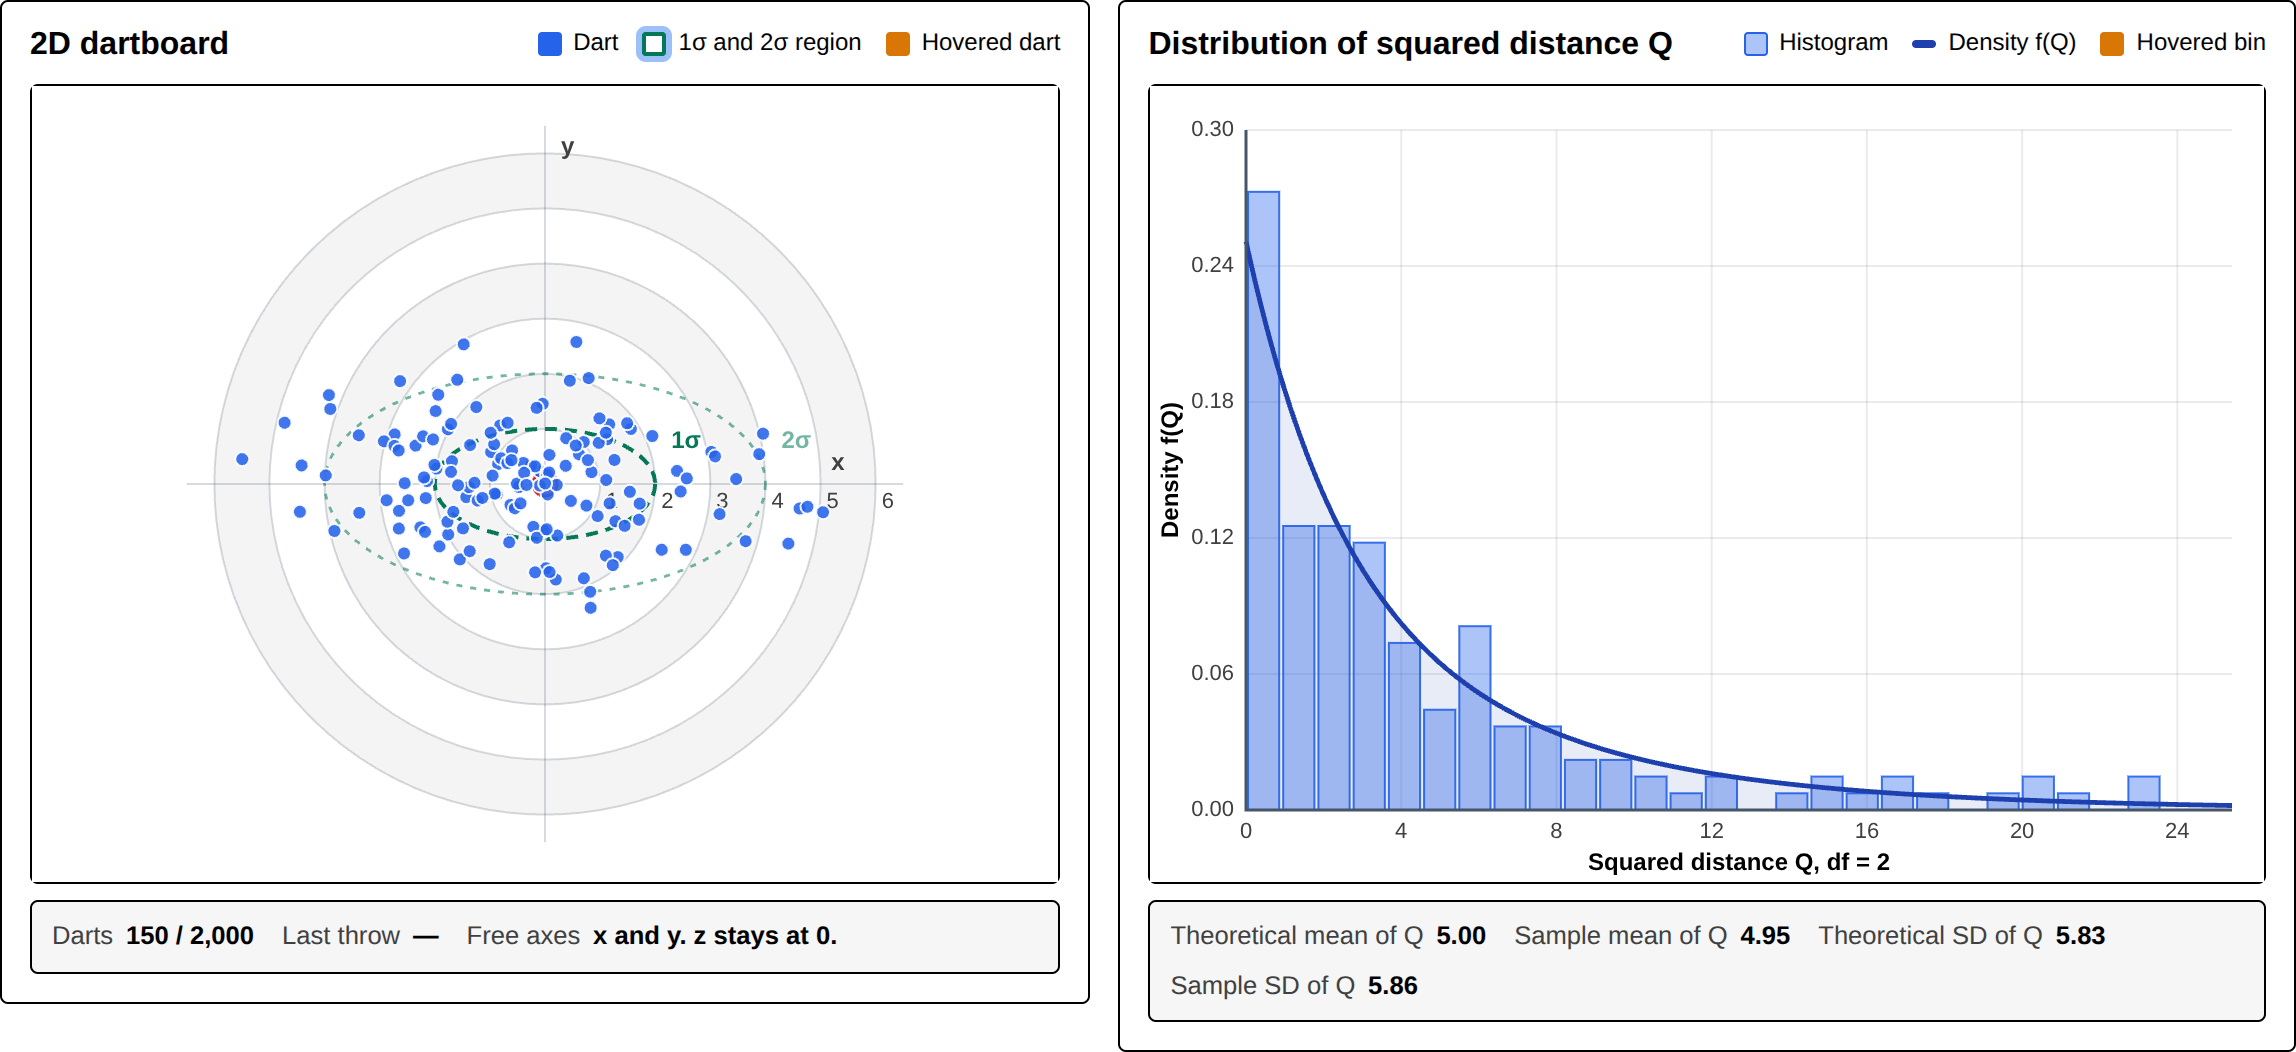 2D dartboard
Dart
1σ and 2σ region
Hovered dart
y
1σ
2σ
x
1
2
3
4
5
6
Darts 150 / 2,000 Last throw — Free axes x and y. z stays at 0.
Distribution of squared distance Q
Histogram
Density f(Q)
Hovered bin
0.30
0.24
0.18
0.12
0.06
0.00
Density f(Q)
0 4 8 12 16 20 24
Squared distance Q, df = 2
Theoretical mean of Q 5.00 Sample mean of Q 4.95 Theoretical SD of Q 5.83
Sample SD of Q 5.86